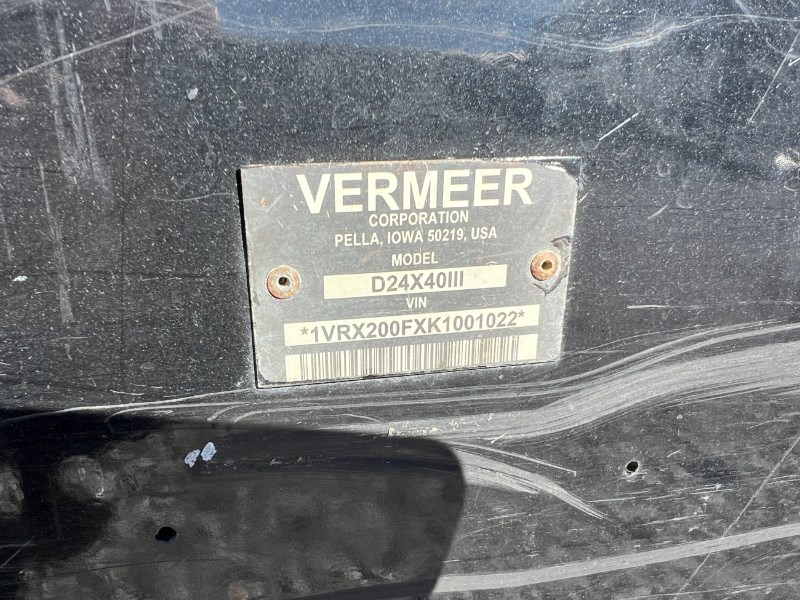 VERMEER
CORPORATION
PELLA, IOWA 50219, USA
MODEL
D24X40III
VIN
*1VRX200FXK1001022*